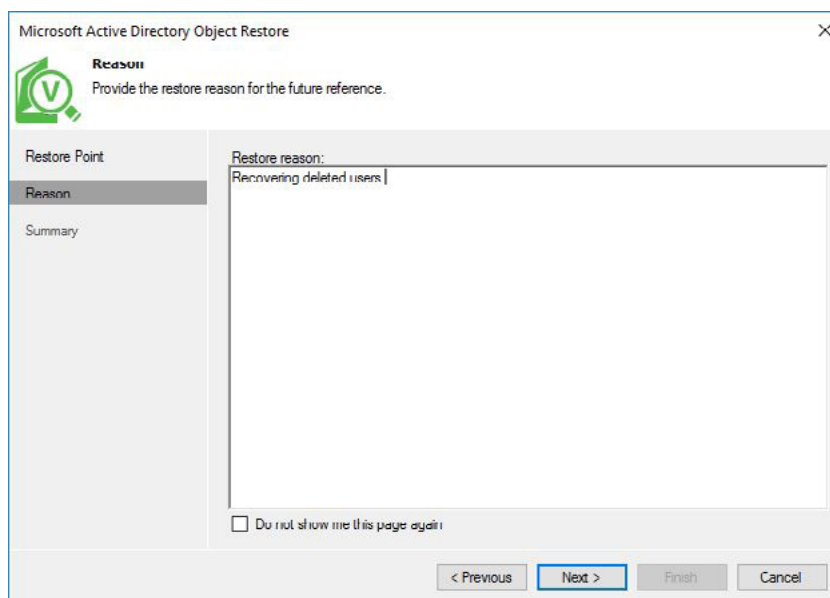 Microsoft Active Directory Object Restore
Reason
Provide the restore reason for the future reference.
Restore Point
Reason
Summary
Restore reason:
Recovering deleted users
Do not show me this page again
< Previous
Next >
Finish
Cancel
V